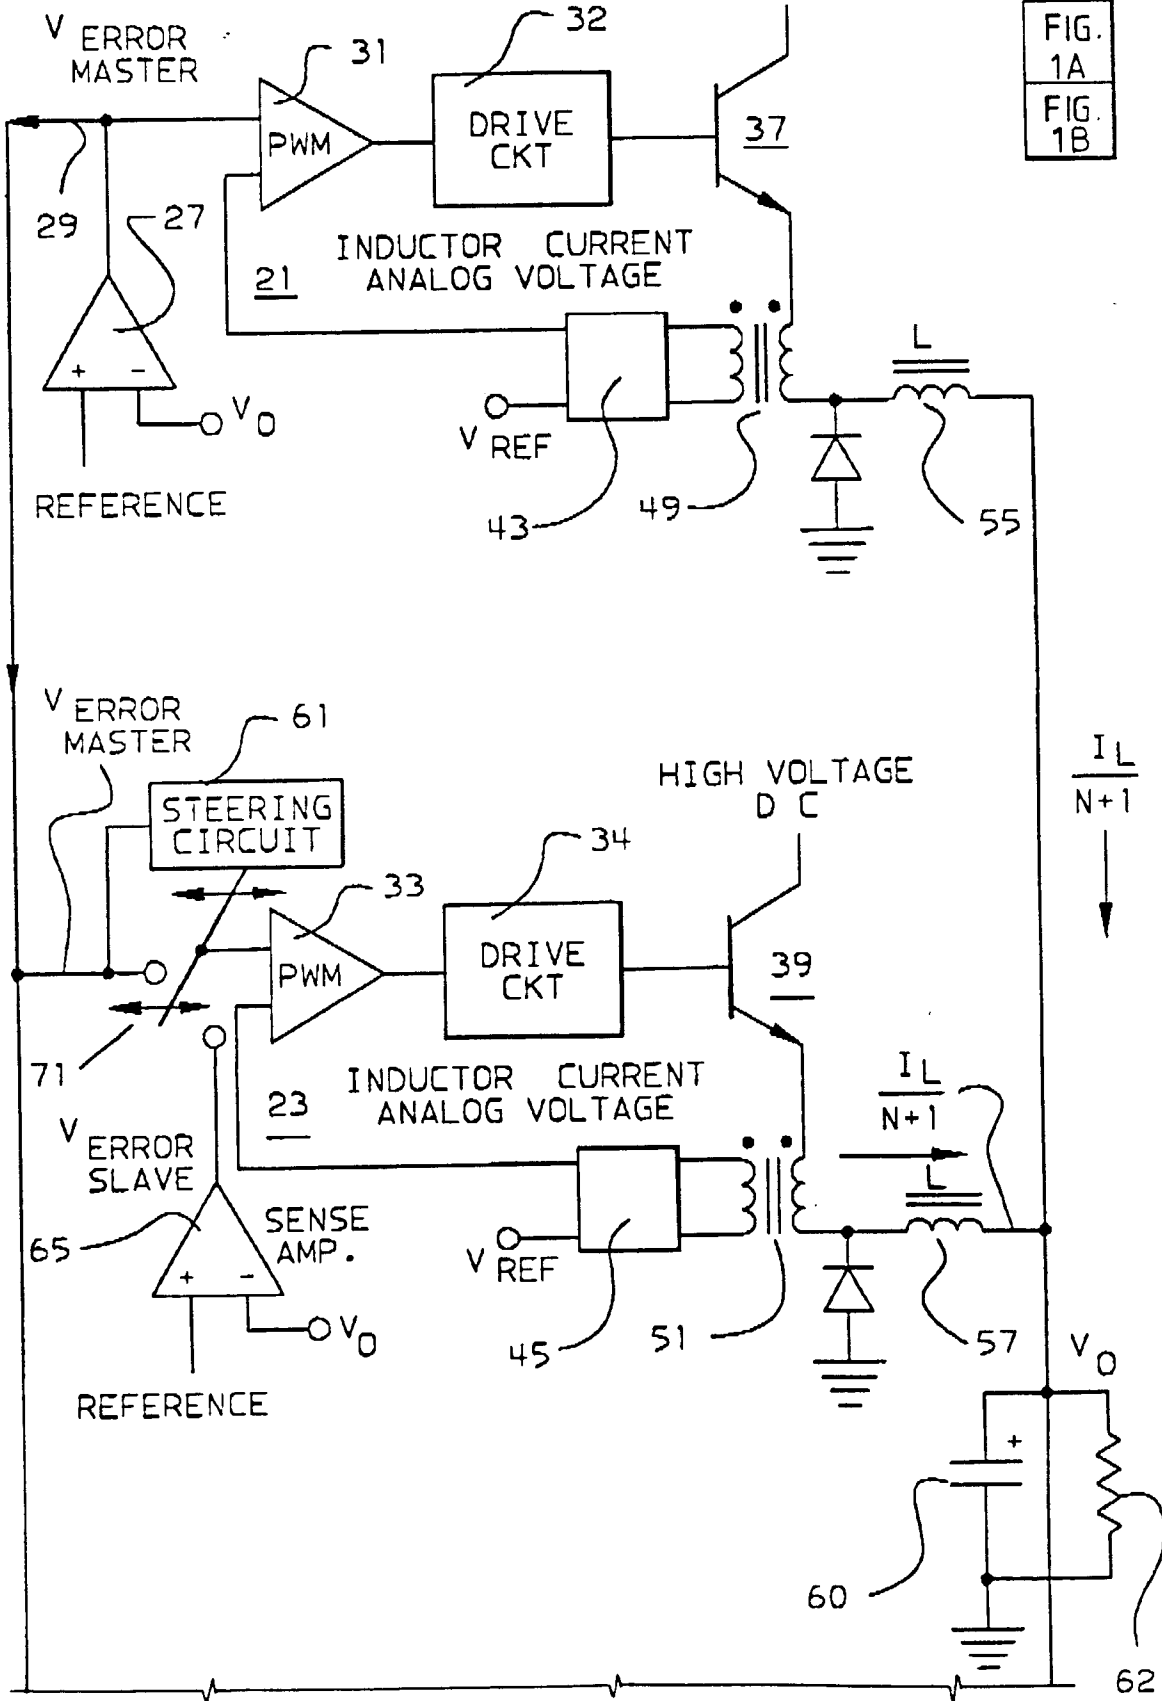 V ERROR
MASTER
31
32
FIG.
1A
FIG.
1B
PWM
DRIVE
CKT
37
29
27
INDUCTOR CURRENT
ANALOG VOLTAGE
21
+ -
V O
V REF
L
REFERENCE
43
49
55
V ERROR
MASTER
61
STEERING
CIRCUIT
HIGH VOLTAGE
D C
I L
N+1
33
34
PWM
DRIVE
CKT
39
71
INDUCTOR CURRENT
ANALOG VOLTAGE
23
I L
N+1
V ERROR
SLAVE
L
65
SENSE
AMP.
+ -
V REF
V O
45
51
57
V O
REFERENCE
+
60
62